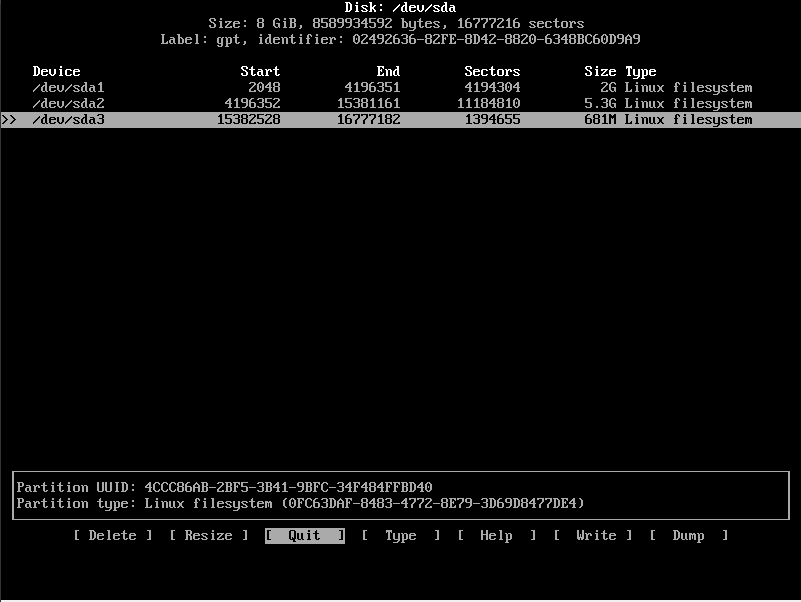 Disk: /dev/sda
Size: 8 GiB, 8589934592 bytes, 16777216 sectors
Label: gpt, identifier: 02492636-82FE-8D42-8820-6348BC60D9A9
Device Start End Sectors Size Type
/dev/sda1 2048 4196351 4194304 2G Linux filesystem
/dev/sda2 4196352 15381161 11184810 5.3G Linux filesystem
>> /dev/sda3 15382528 16777182 1394655 681M Linux filesystem
Partition UUID: 4CCC86AB-2BF5-3B41-9BFC-34F484FFBD40
Partition type: Linux filesystem (0FC63DAF-8483-4772-8E79-3D69D8477DE4)
[ Delete ] [ Resize ] [ Quit ] [ Type ] [ Help ] [ Write ] [ Dump ]